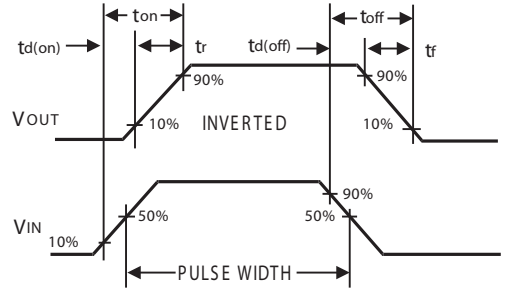 ton
toff
td(on)
tr
td(off)
tf
90%
90%
VOUT
10%
INVERTED
10%
90%
50%
50%
VIN
10%
PULSE WIDTH